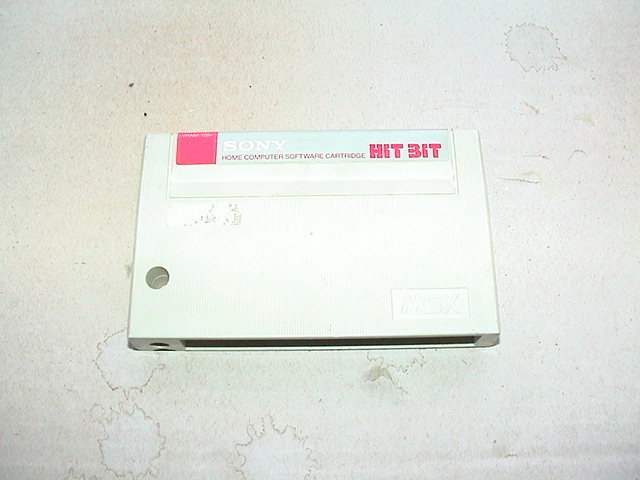 SONY
HOME COMPUTER SOFTWARE CARTRIDGE HIT BIT
MSX